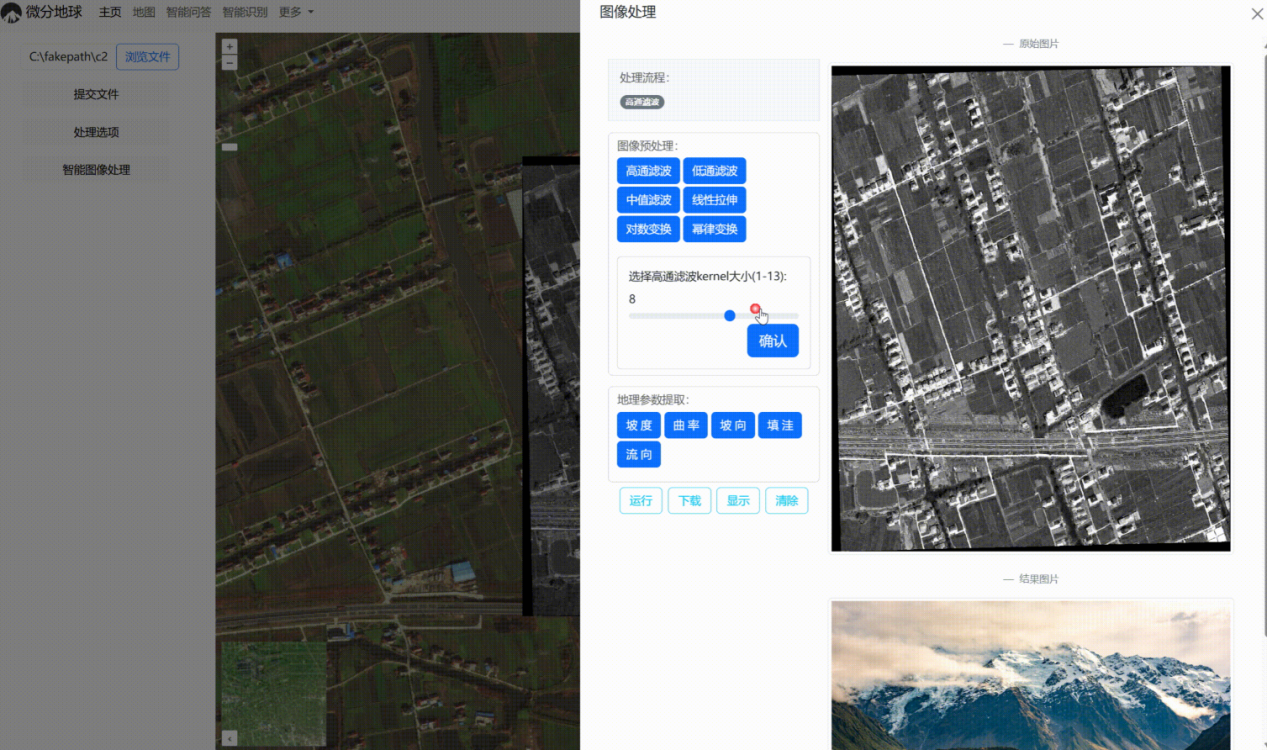 微分地球 主页 地图 智能问答 智能识别 更多
C:\fakepath\c2 浏览文件
提交文件
处理选项
智能图像处理
+
−
‹
图像处理
处理流程：
高通滤波
图像预处理：
高通滤波 低通滤波
中值滤波 线性拉伸
对数变换 幂律变换
选择高通滤波kernel大小(1-13):
8
确认
地理参数提取：
坡 度 曲 率 坡 向 填 洼
流 向
运行 下载 显示 清除
— 原始图片
— 结果图片